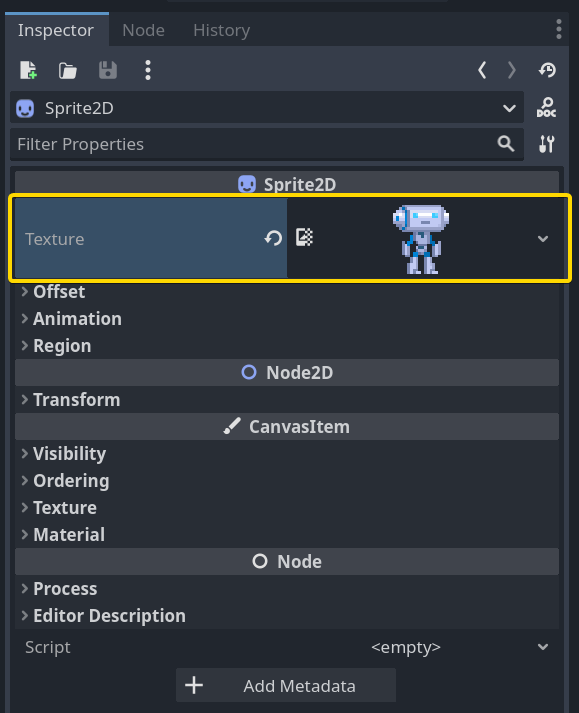 Inspector Node History
Sprite2D
DOC
Filter Properties
Sprite2D
Texture
Offset
Animation
Region
Node2D
Transform
CanvasItem
Visibility
Ordering
Texture
Material
Node
Process
Editor Description
Script <empty>
Add Metadata